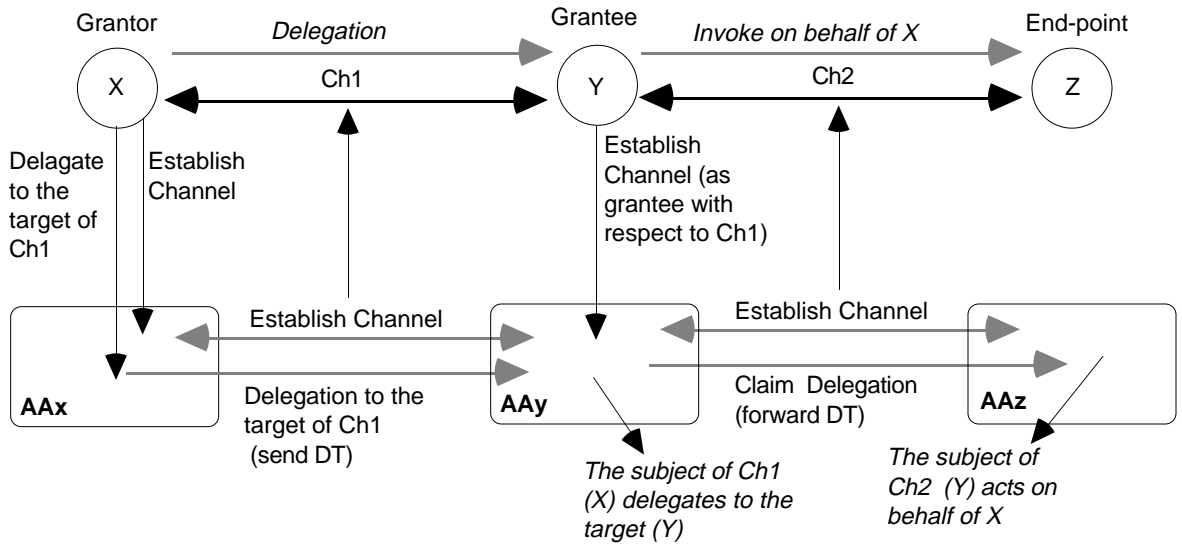 Grantor
Delegation
Grantee
Invoke on behalf of X
End-point
X
Ch1
Y
Ch2
Z
Delagate
to the
target of
Ch1
Establish
Channel
Establish
Channel (as
grantee with
respect to Ch1)
Establish Channel
Establish Channel
AAx
Delegation to the
target of Ch1
(send DT)
AAy
Claim Delegation
(forward DT)
AAz
The subject of Ch1
(X) delegates to the
target (Y)
The subject of
Ch2 (Y) acts on
behalf of X